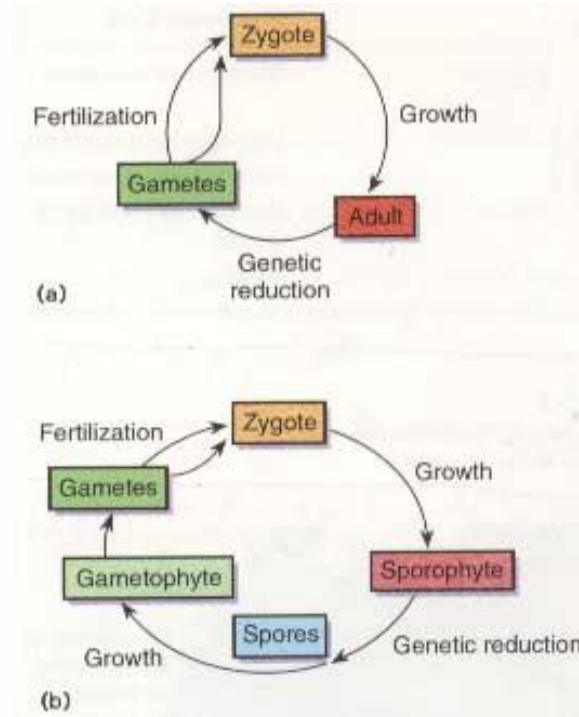 Zygote
Fertilization
Growth
Gametes
Adult
Genetic
reduction
(a)
Zygote
Fertilization
Growth
Gametes
Gametophyte
Sporophyte
Spores
Genetic reduction
Growth
(b)